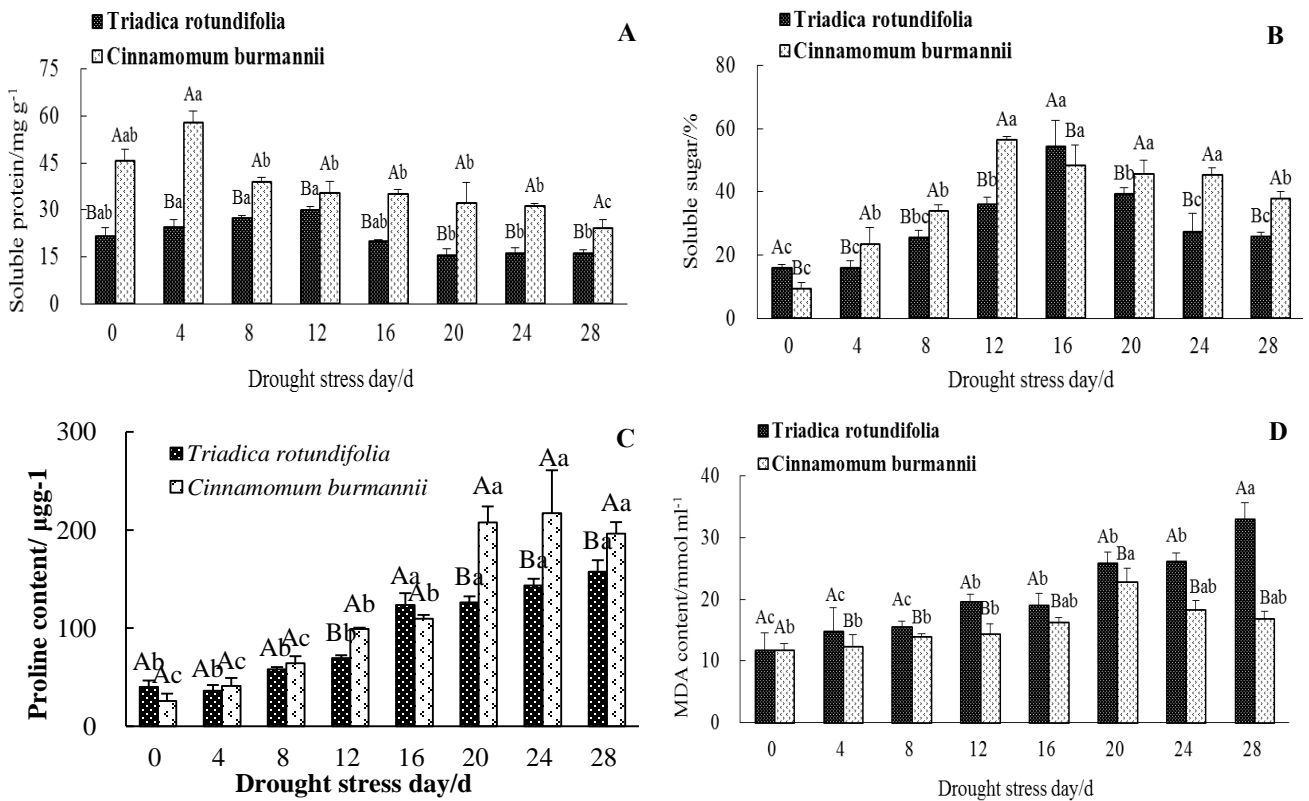 Triadica rotundifolia
Cinnamomum burmannii
A
75
60
45
30
15
0
Soluble protein/mg g-1
Aab
Aa
Ab
Ab
Ab
Ab
Ab
Ac
Bab
Ba
Ba
Ba
Bab
Bb
Bb
Bb
0 4 8 12 16 20 24 28
Drought stress day/d
Triadica rotundifolia
Cinnamomum burmannii
B
80
60
40
20
0
Soluble sugar/%
Ac
Bc
Bbc
Bb
Aa
Bb
Bc
Bc
Bc
Ab
Ab
Aa
Ba
Aa
Aa
Ab
0 4 8 12 16 20 24 28
Drought stress day/d
C
Triadica rotundifolia
Cinnamomum burmannii
300
200
100
0
Proline content/ µgg-1
Ab
Ab
Ab
Bb
Aa
Ba
Ba
Ba
Ac
Ac
Ac
Ab
Ab
Aa
Aa
Aa
0 4 8 12 16 20 24 28
Drought stress day/d
Triadica rotundifolia
Cinnamomum burmannii
D
40
30
20
10
0
MDA content/mmol ml-1
Ac
Ac
Ac
Ab
Ab
Ab
Ab
Aa
Ab
Bb
Bb
Bb
Bab
Ba
Bab
Bab
0 4 8 12 16 20 24 28
Drought stress day/d